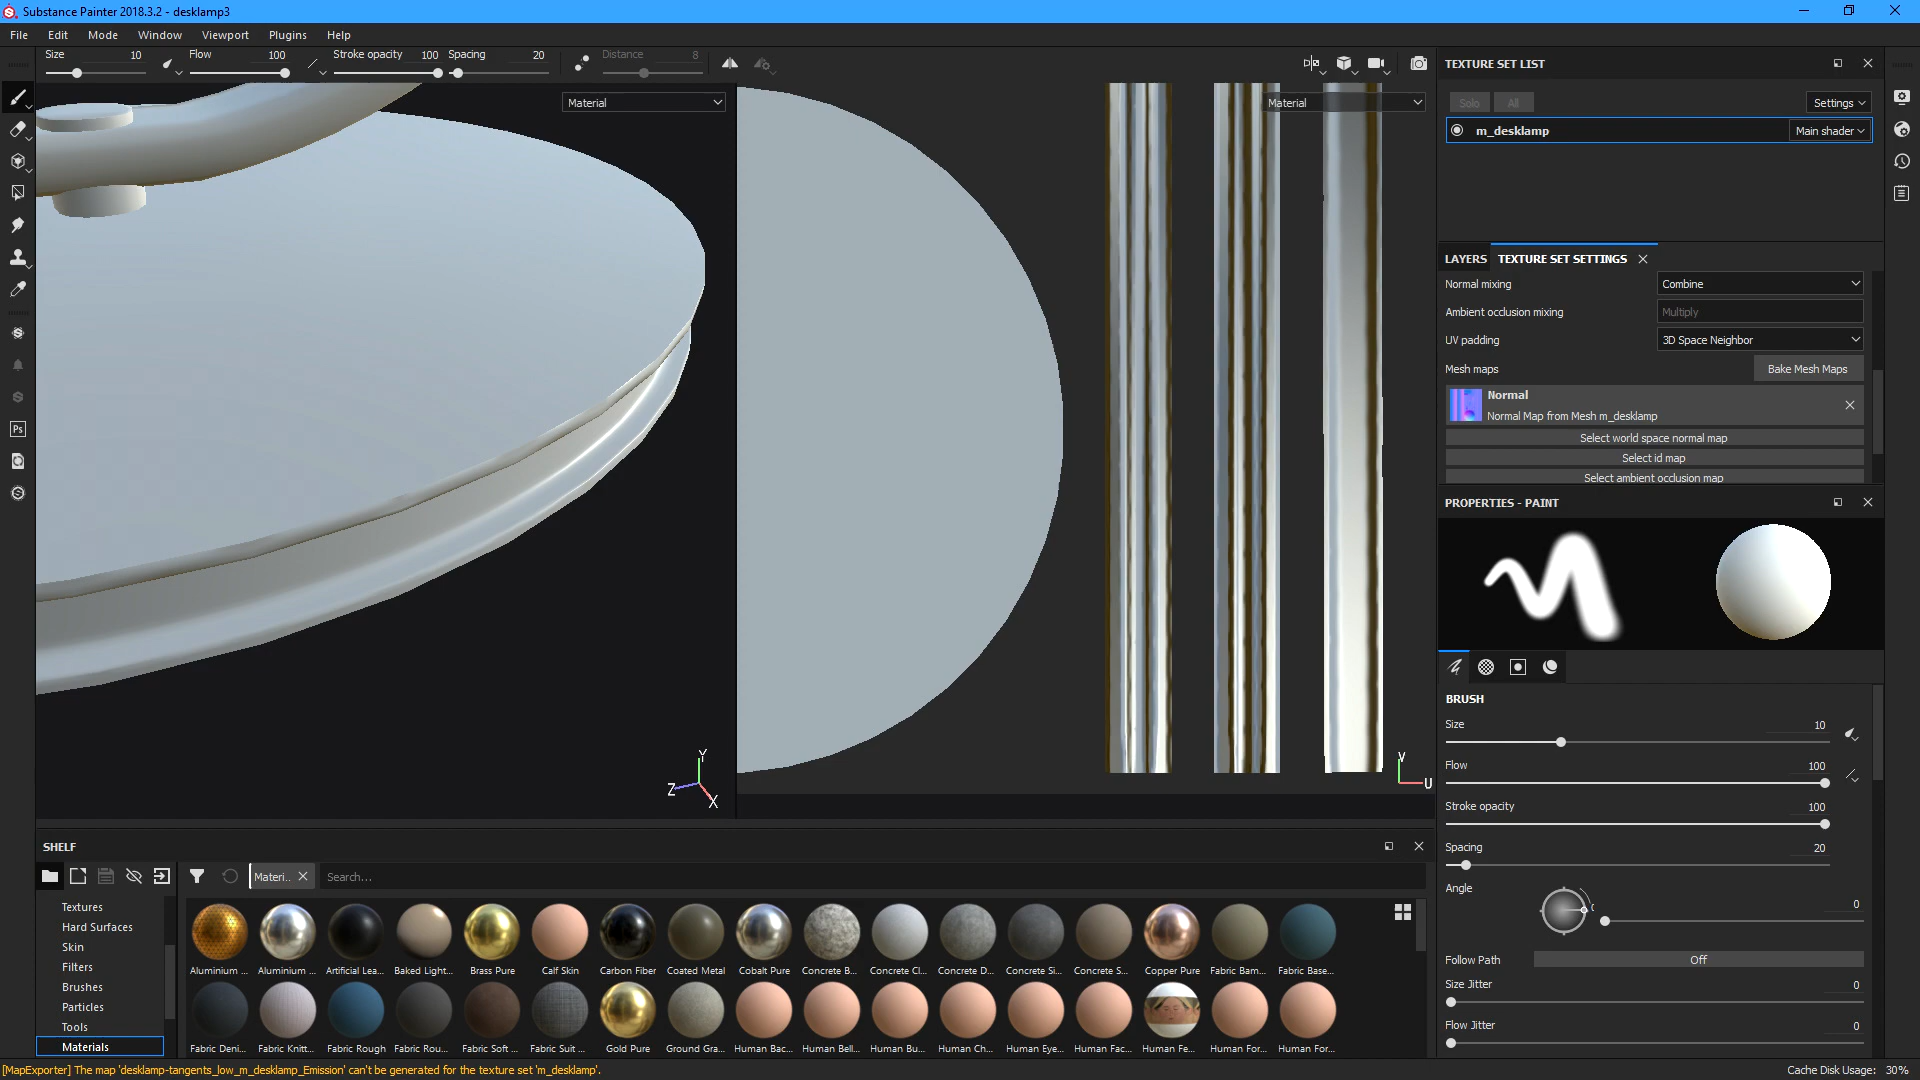 Substance Painter 2018.3.2 - desklamp3
File Edit Mode Window Viewport Plugins Help
Size 10 Flow 100 Stroke opacity 100 Spacing 20 Distance 8
Material
Material
Y
Z
X
V
U
TEXTURE SET LIST
Solo All Settings
m_desklamp Main shader
LAYERS TEXTURE SET SETTINGS
Normal mixing Combine
Ambient occlusion mixing Multiply
UV padding 3D Space Neighbor
Mesh maps Bake Mesh Maps
Normal
Normal Map from Mesh m_desklamp
Select world space normal map
Select id map
Select ambient occlusion map
PROPERTIES - PAINT
BRUSH
Size 10
Flow 100
Stroke opacity 100
Spacing 20
Angle 0
Follow Path Off
Size Jitter 0
Flow Jitter 0
SHELF
Materi.. Search...
Textures
Hard Surfaces
Skin
Filters
Brushes
Particles
Tools
Materials
Aluminium ... Aluminium ... Artificial Lea... Baked Light... Brass Pure Calf Skin Carbon Fiber Coated Metal Cobalt Pure Concrete B... Concrete Cl... Concrete D... Concrete Si... Concrete S... Copper Pure Fabric Bam... Fabric Base...
Fabric Deni... Fabric Knitt... Fabric Rough Fabric Rou... Fabric Soft ... Fabric Suit ... Gold Pure Ground Gra... Human Bac... Human Bell... Human Bu... Human Ch... Human Eye... Human Fac... Human Fe... Human For... Human For...
[MapExporter] The map 'desklamp-tangents_low_m_desklamp_Emission' can't be generated for the texture set 'm_desklamp'.
Cache Disk Usage: 30%
Ps